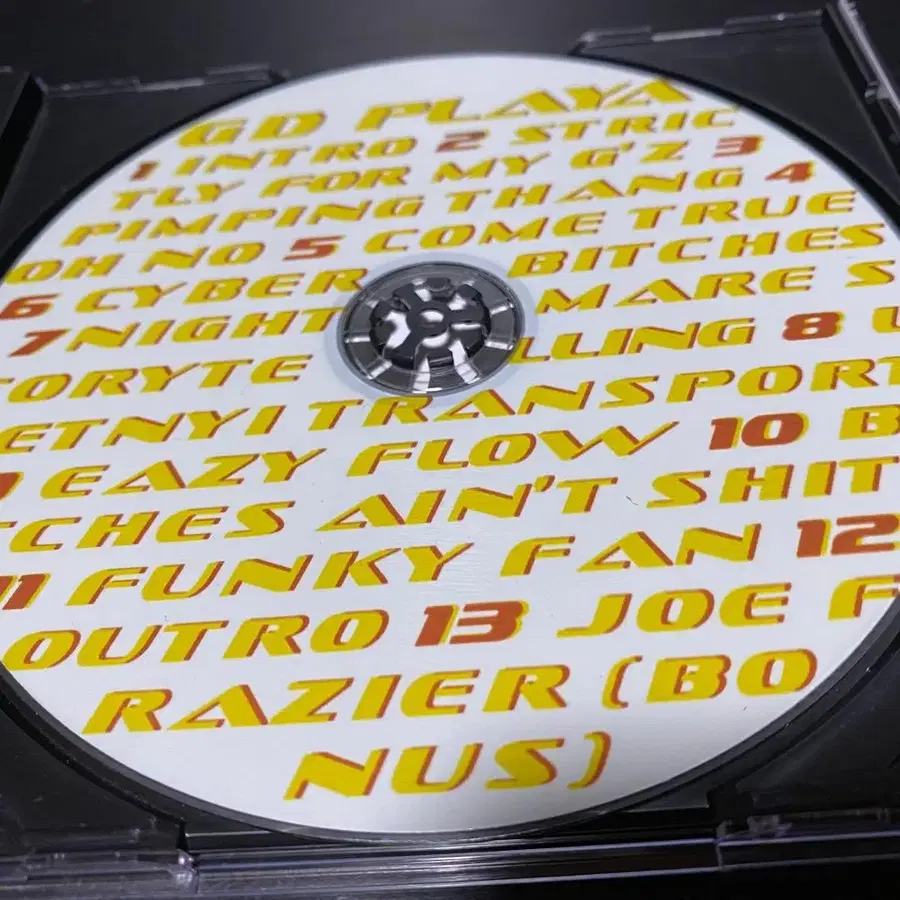 GD PLAYA
1 INTRO 2 STRIC
TLY FOR MY G'Z 3
PIMPING THANG 4
OH NO 5 COME TRUE
6 CYBER BITCHES
7 NIGHT MARE S
TORYTE LLING 8 U
ETNYI TRANSPORT
EAZY FLOW 10 B
TCHES AIN'T SHIT
11 FUNKY FAN 12
OUTRO 13 JOE F
RAZIER (BO
NUS)